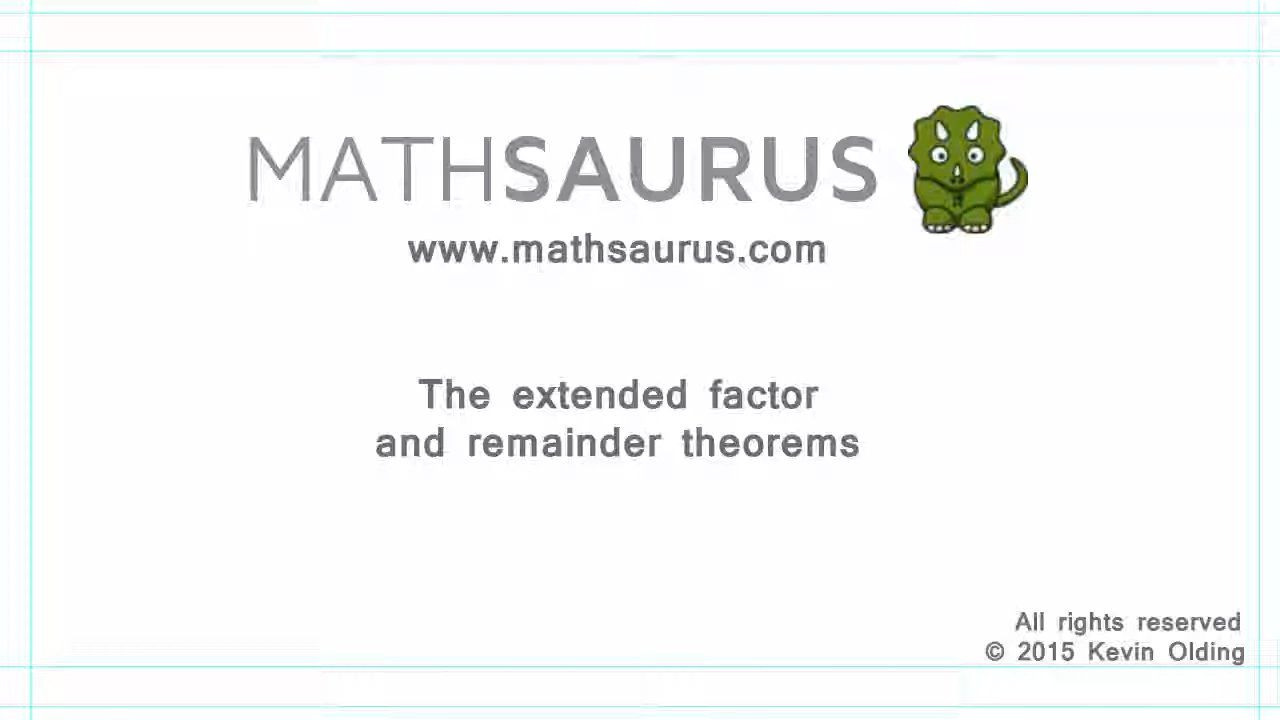 MATHSAURUS
www.mathsaurus.com
The extended factor
and remainder theorems
All rights reserved
© 2015 Kevin Olding